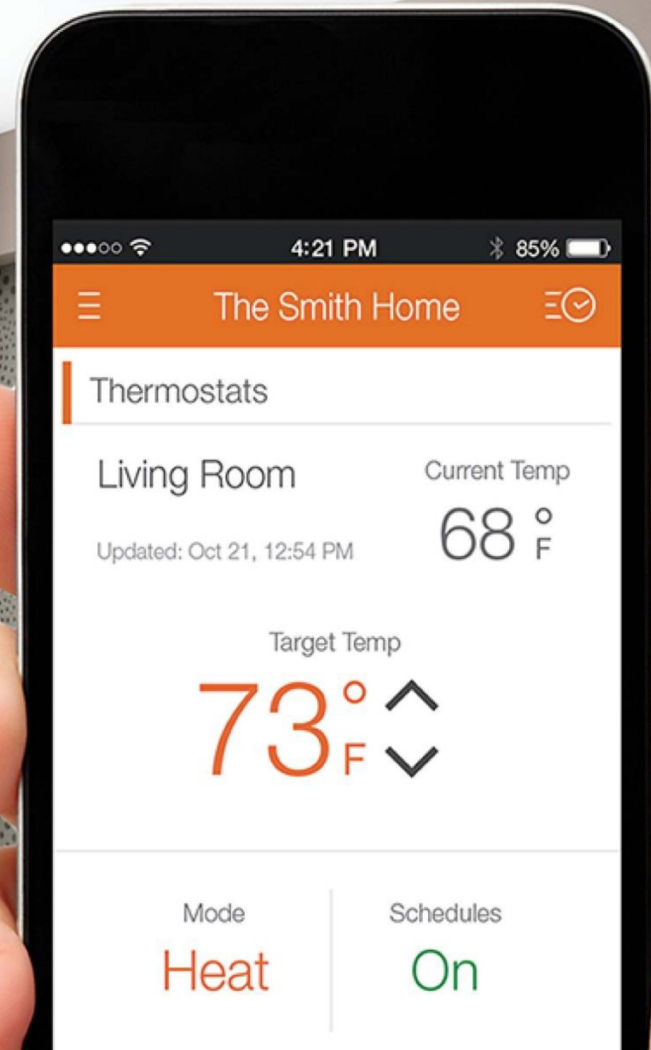 4:21 PM 85%
The Smith Home
Thermostats
Living Room
Current Temp
68 °F
Updated: Oct 21, 12:54 PM
Target Temp
73°F
Mode
Schedules
Heat
On